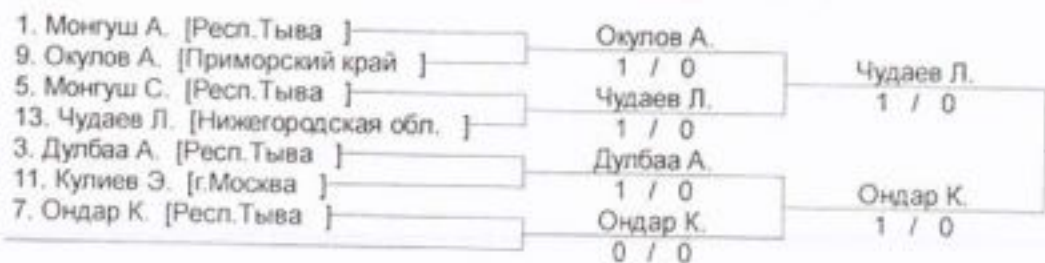 1. Монгуш А. [Респ.Тыва ]
9. Окулов А. [Приморский край ]
5. Монгуш С. [Респ.Тыва ]
13. Чудаев Л. [Нижегородская обл. ]
3. Дулбаа А. [Респ.Тыва ]
11. Кулиев Э. [г.Москва ]
7. Ондар К. [Респ.Тыва ]
Окулов А.
1 / 0
Чудаев Л.
1 / 0
Дулбаа А.
1 / 0
Ондар К.
0 / 0
Чудаев Л.
1 / 0
Ондар К.
1 / 0